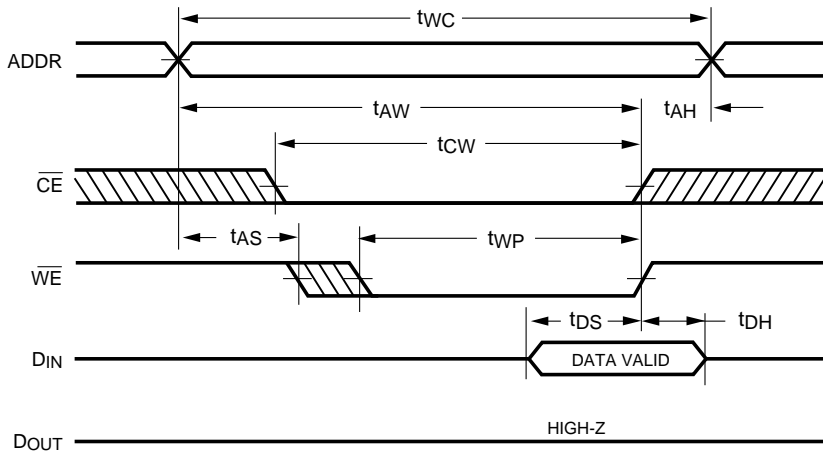 tWC
ADDR
tAW
tAH
tCW
CE
tAS
tWP
WE
tDS
tDH
DIN
DATA VALID
HIGH-Z
DOUT